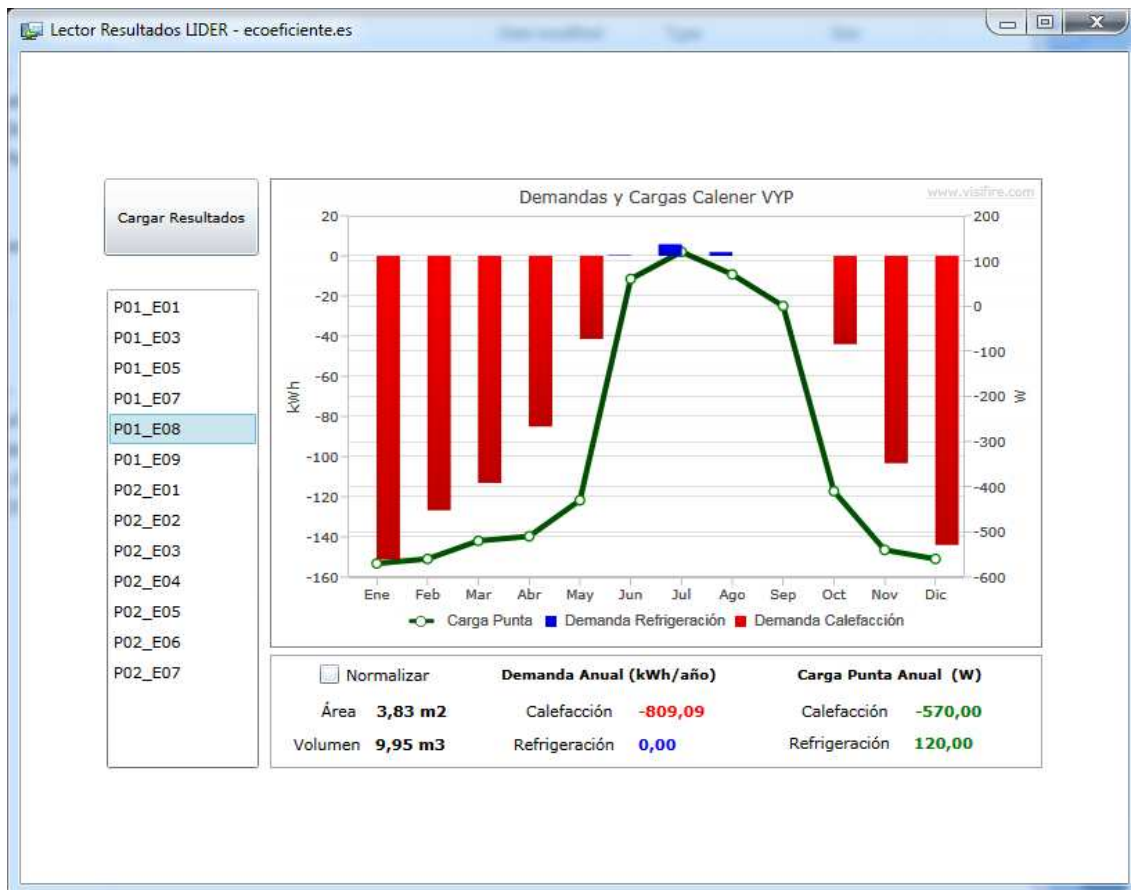 Lector Resultados LIDER - ecoeficiente.es
Cargar Resultados
P01_E01
P01_E03
P01_E05
P01_E07
P01_E08
P01_E09
P02_E01
P02_E02
P02_E03
P02_E04
P02_E05
P02_E06
P02_E07
Demandas y Cargas Calener VYP
www.visifire.com
20
0
-20
-40
-60
-80
-100
-120
-140
-160
kWh
200
100
0
-100
-200
-300
-400
-500
-600
W
Ene Feb Mar Abr May Jun Jul Ago Sep Oct Nov Dic
Carga Punta Demanda Refrigeración Demanda Calefacción
Normalizar Demanda Anual (kWh/año) Carga Punta Anual (W)
Área 3,83 m2 Calefacción -809,09 Calefacción -570,00
Volumen 9,95 m3 Refrigeración 0,00 Refrigeración 120,00